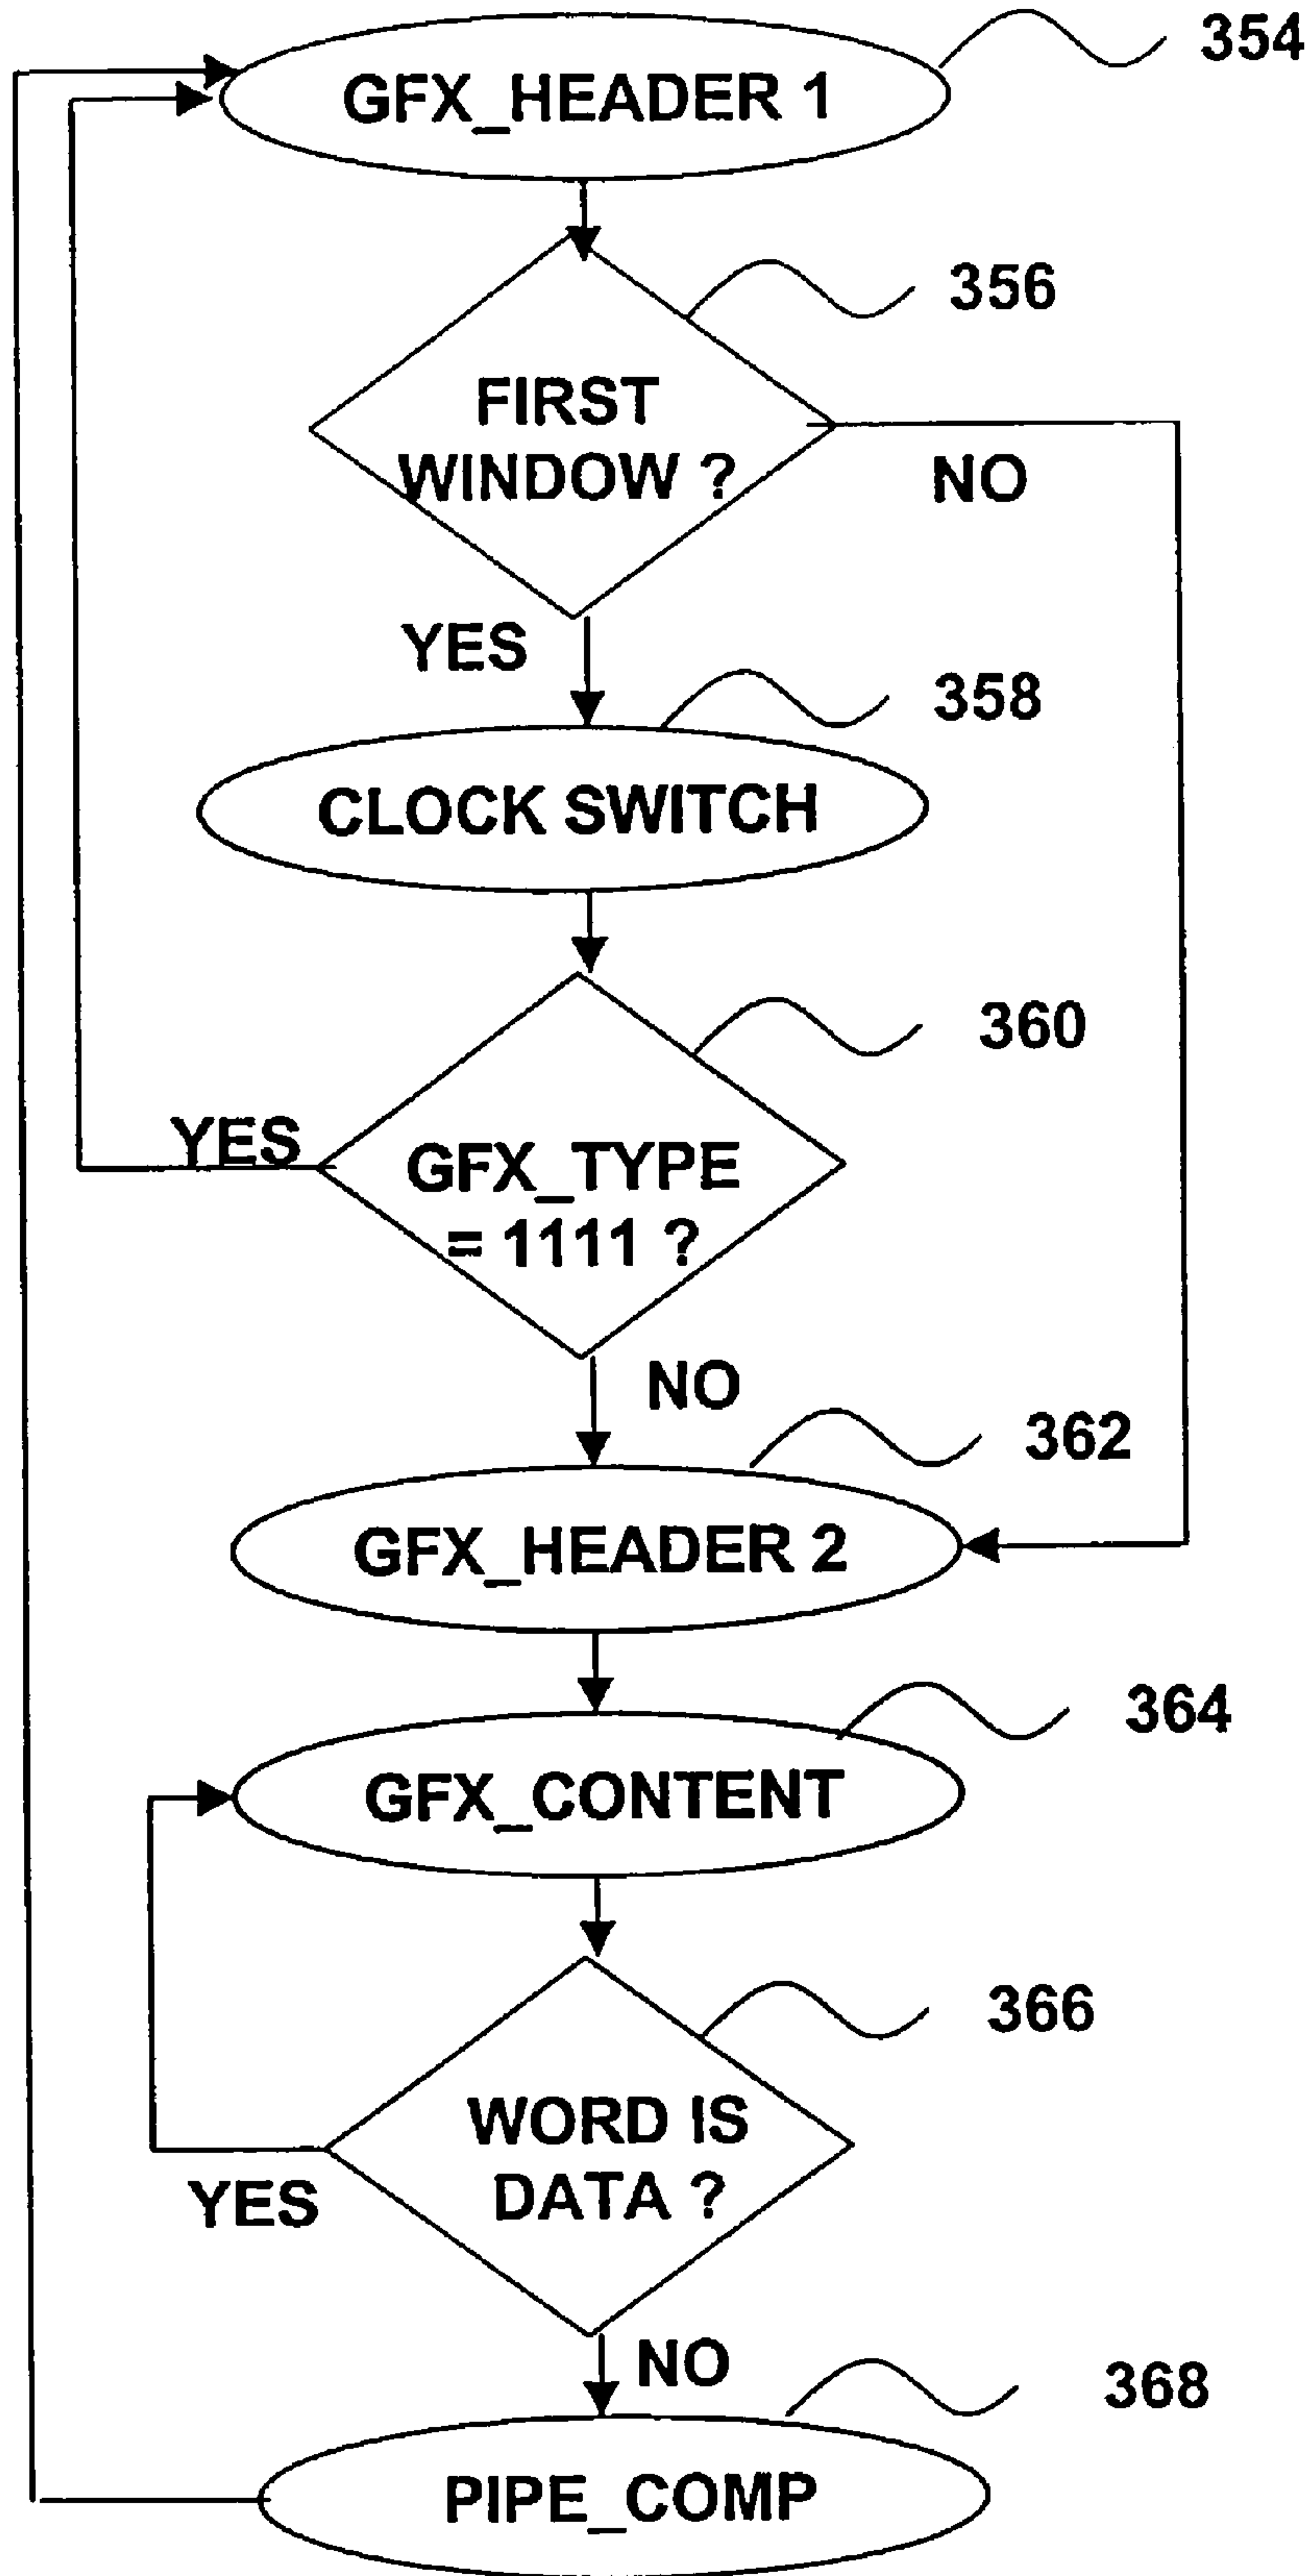 GFX_HEADER 1
354
356
FIRST
WINDOW ?
NO
YES
358
CLOCK SWITCH
360
YES
GFX_TYPE
= 1111 ?
NO
362
GFX_HEADER 2
364
GFX_CONTENT
366
WORD IS
DATA ?
YES
NO
368
PIPE_COMP